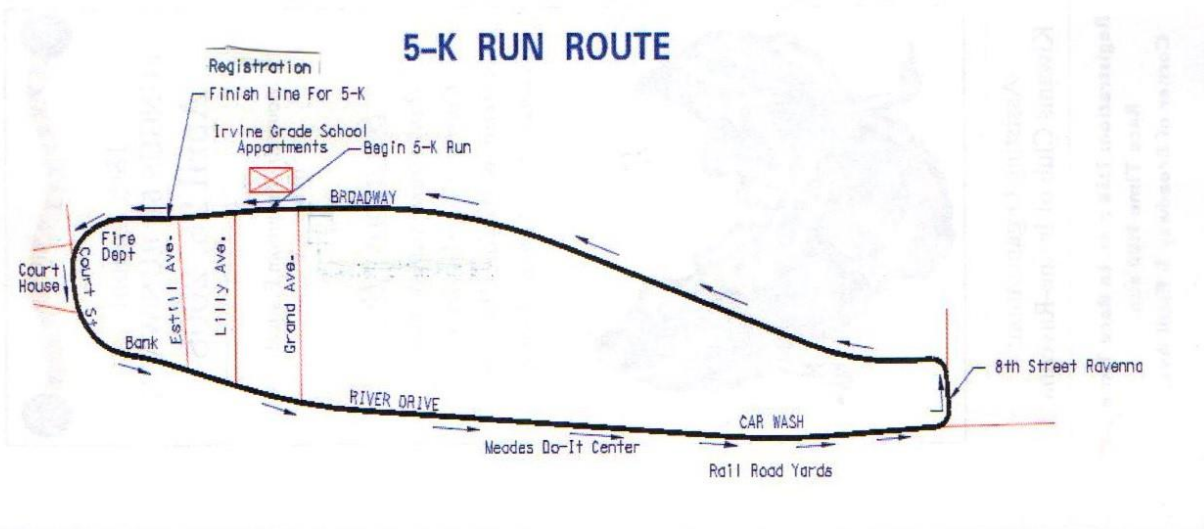 5-K RUN ROUTE
Registration
Finish Line For 5-K
Irvine Grade School
Appartments
Begin 5-K Run
BROADWAY
Fire
Dept
Court
House
Court St
Estill Ave.
Lilly Ave.
Grand Ave.
Bank
8th Street Ravenna
RIVER DRIVE
CAR WASH
Meades Do-It Center
Rail Road Yards